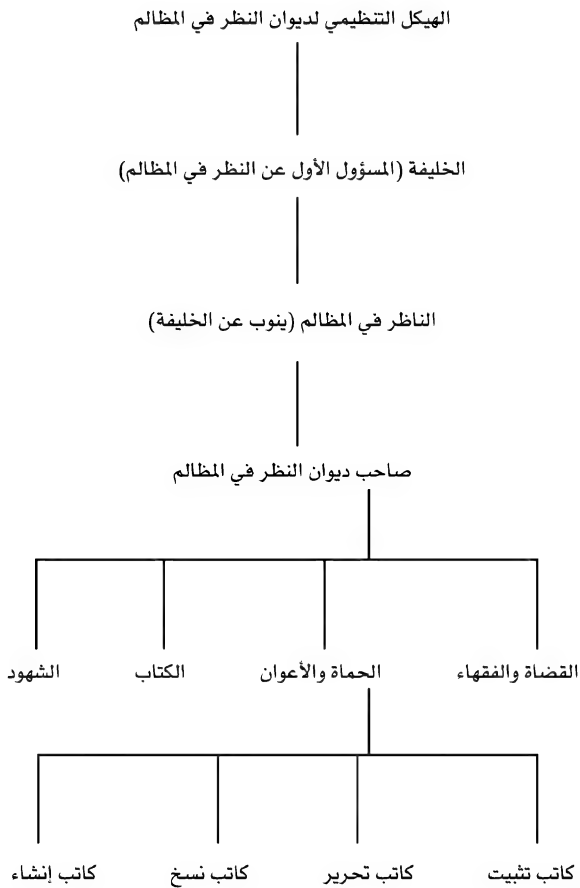 الهيكل التنظيمي لديوان النظر في المظالم
الخليفة (المسؤول الأول عن النظر في المظالم)
الناظر في المظالم (ينوب عن الخليفة)
صاحب ديوان النظر في المظالم
القضاة والفقهاء الحماة والأعوان الكتاب الشهود
كاتب تثبيت كاتب تحرير كاتب نسخ كاتب إنشاء